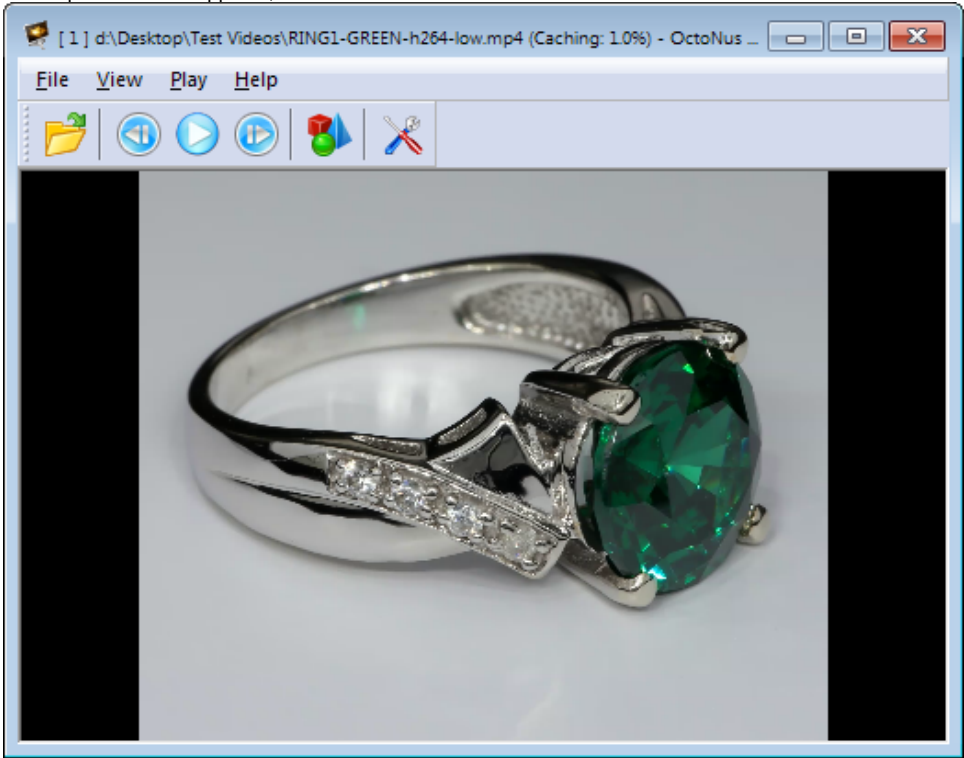 [ 1 ] d:\Desktop\Test Videos\RING1-GREEN-h264-low.mp4 (Caching: 1.0%) - OctoNus ...
File View Play Help